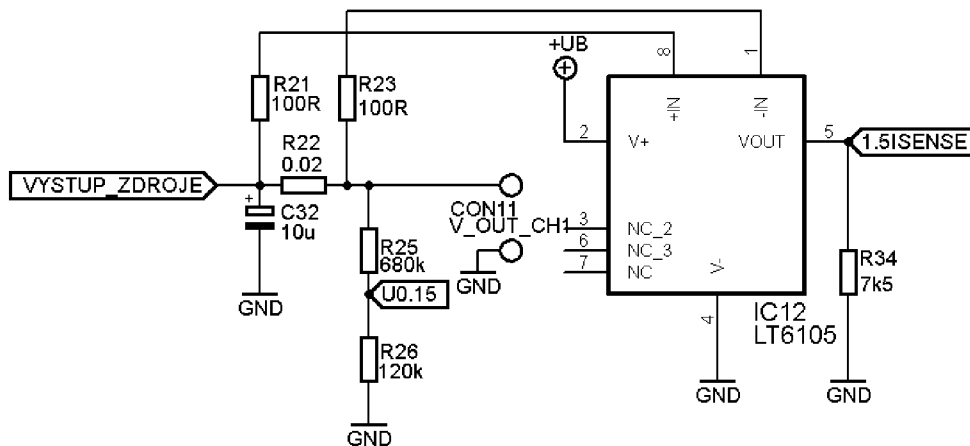 +UB
8
1
R21
100R
R23
100R
+IN
-IN
2
V+
VOUT
5
1.5ISENSE
R22
0.02
VYSTUP_ZDROJE
+
C32
10u
CON11
V_OUT_CH1
3
NC_2
6
NC_3
7
NC
V-
R25
680k
R34
7k5
GND
GND
U0.15
IC12
LT6105
4
R26
120k
GND
GND
GND